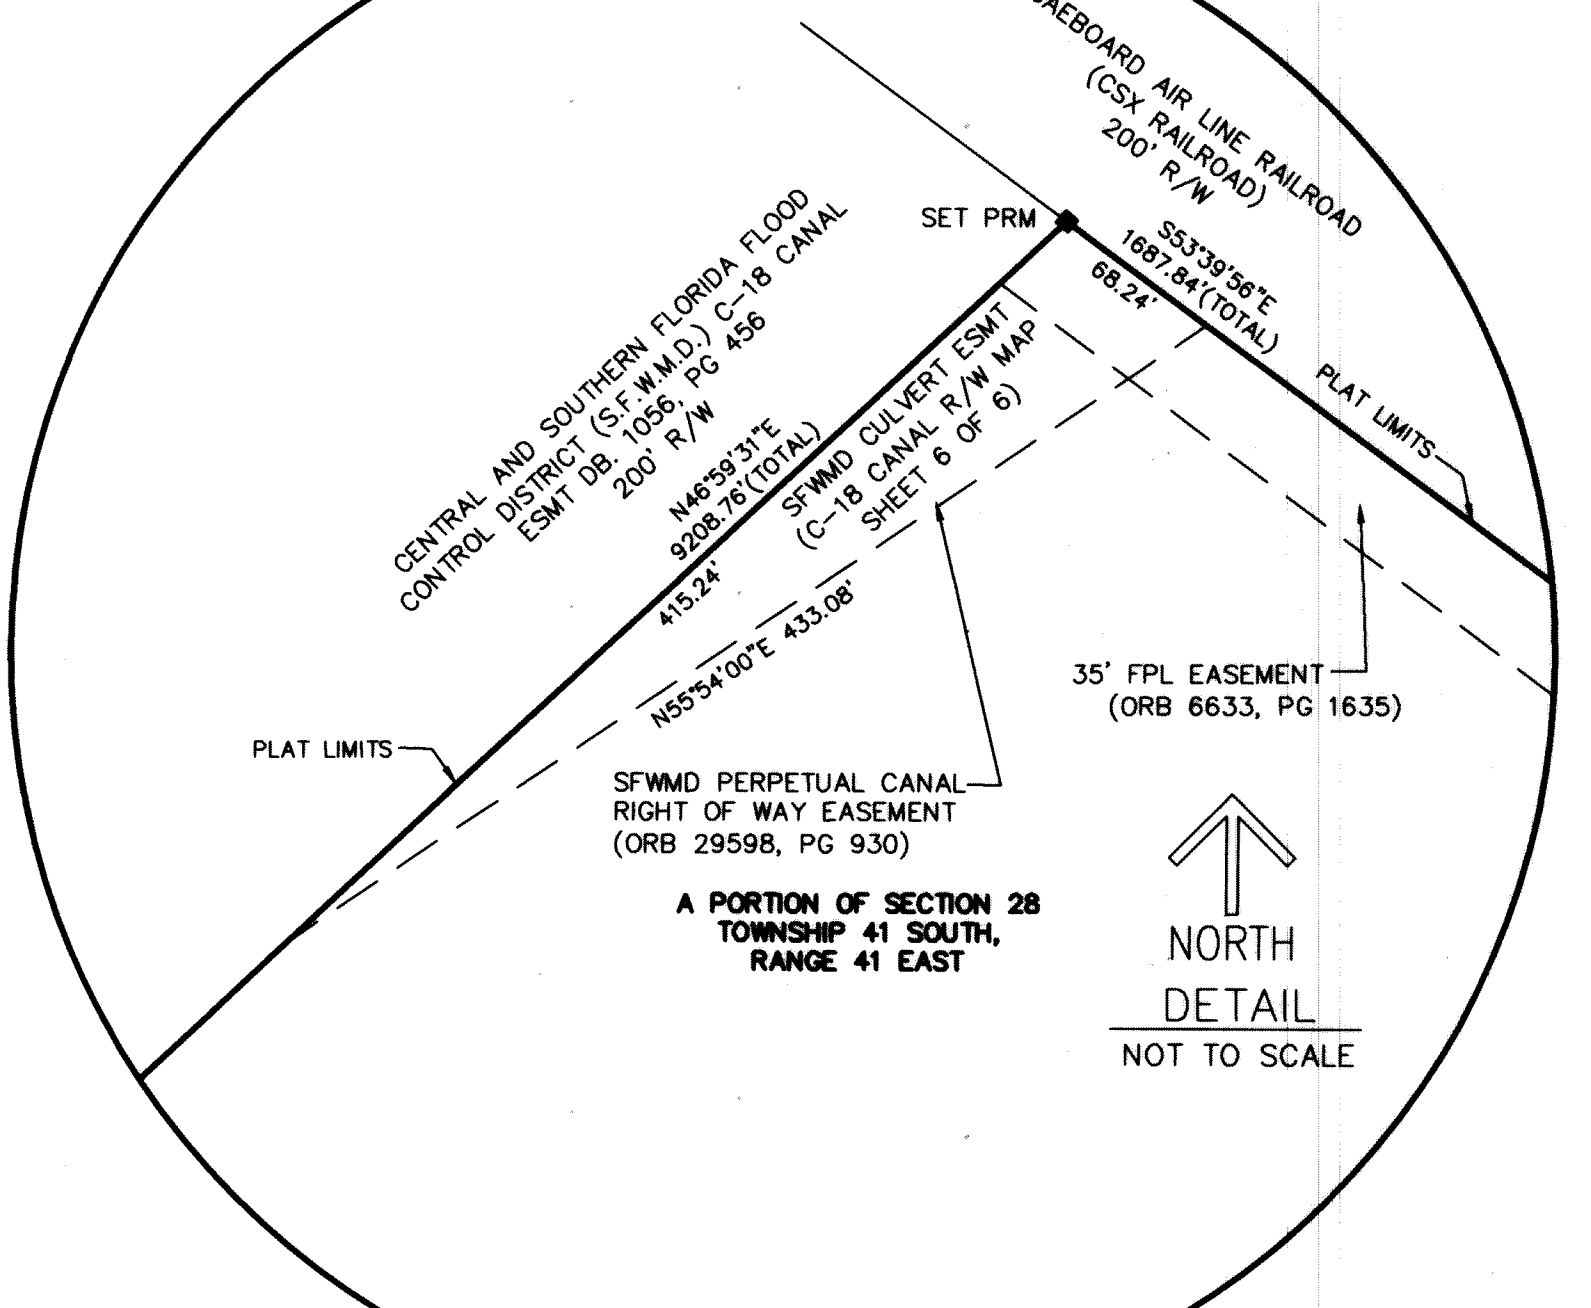 AIR LINE RAILROAD
(CSX RAILROAD)
200' R/W
SET PRM
S53°39'56"E
1687.84'(TOTAL)
68.24'
PLAT LIMITS
CENTRAL AND SOUTHERN FLORIDA FLOOD
CONTROL DISTRICT (S.F.W.M.D.) C-18 CANAL
ESMT DB. 1056, PG 456
200' R/W
N46°59'31"E
9208.76'(TOTAL)
415.24'
SFWMD CULVERT ESMT
(C-18 CANAL R/W MAP
SHEET 6 OF 6)
N55°54'00"E 433.08'
35' FPL EASEMENT
(ORB 6633, PG 1635)
PLAT LIMITS
SFWMD PERPETUAL CANAL
RIGHT OF WAY EASEMENT
(ORB 29598, PG 930)
A PORTION OF SECTION 28
TOWNSHIP 41 SOUTH,
RANGE 41 EAST
NORTH
DETAIL
NOT TO SCALE